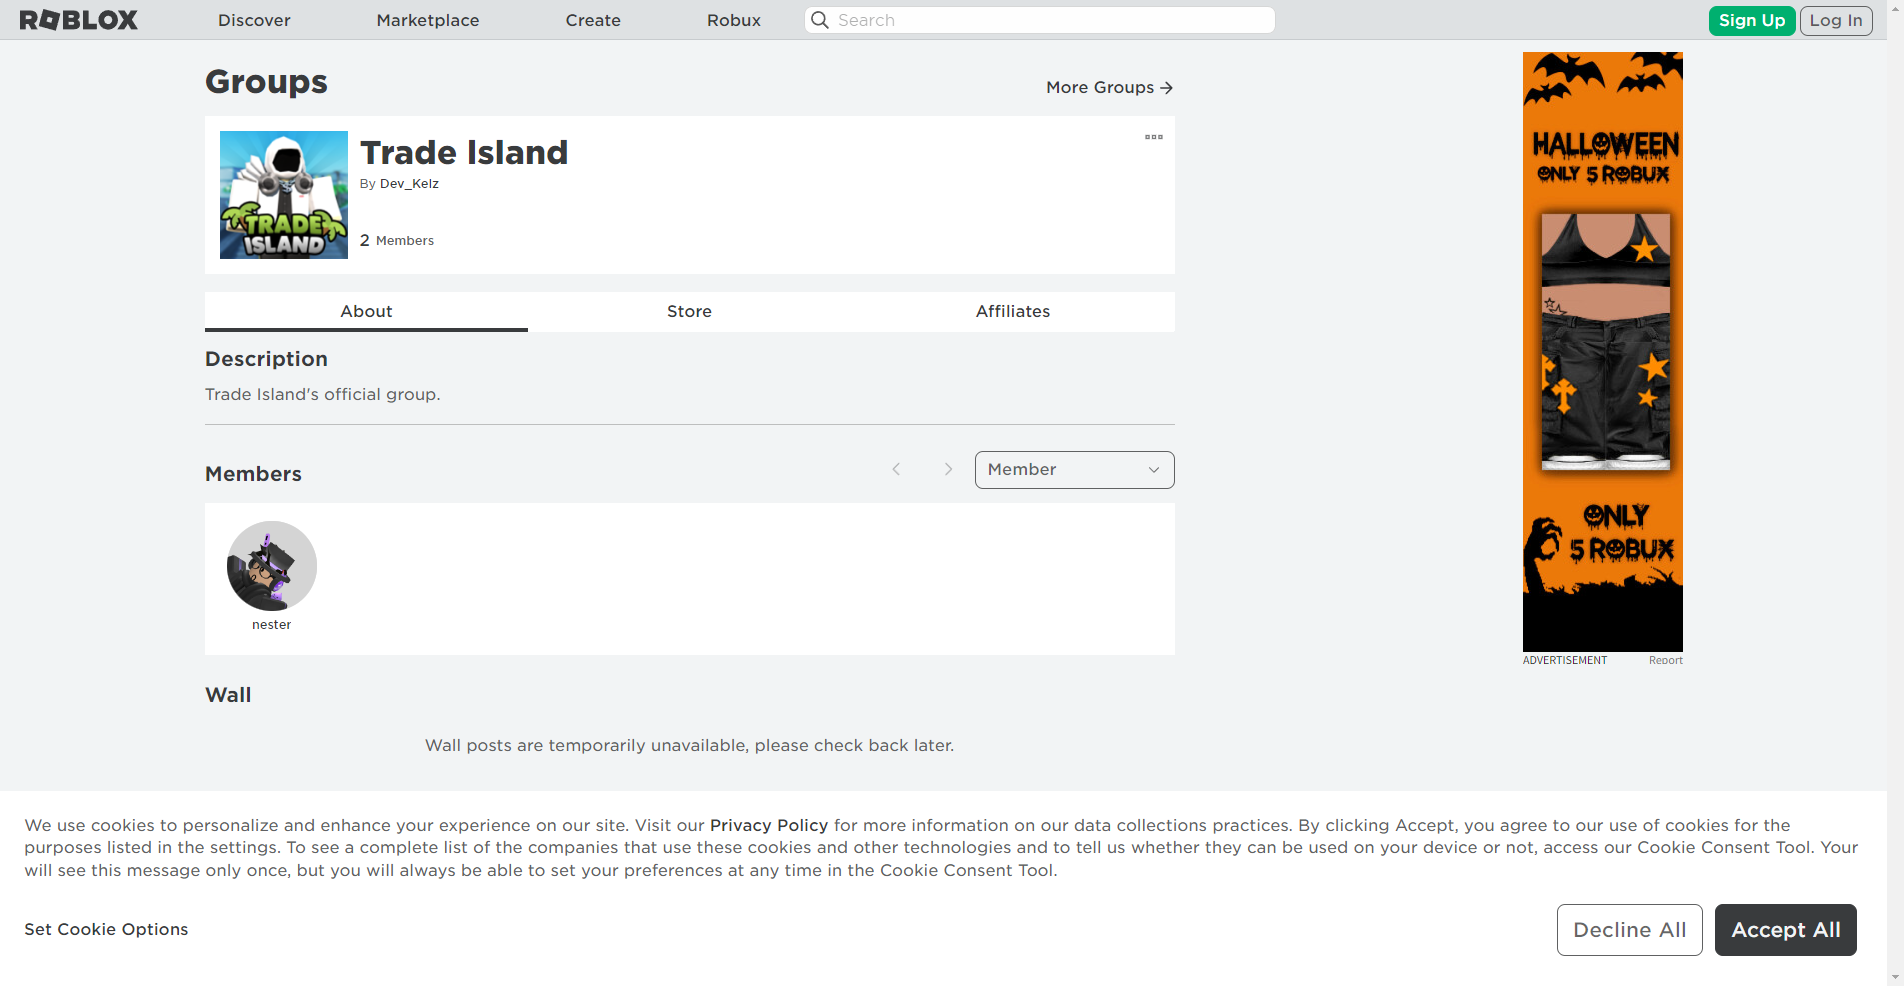 ROBLOX
Discover
Marketplace
Create
Robux
Search
Sign Up
Log In
Groups
More Groups
TRADE
ISLAND
Trade Island
By Dev_Kelz
2 Members
About
Store
Affiliates
Description
Trade Island's official group.
Members
Member
nester
Wall
Wall posts are temporarily unavailable, please check back later.
HALLOWEEN
ONLY 5 ROBUX
ONLY
5 ROBUX
ADVERTISEMENT
Report
We use cookies to personalize and enhance your experience on our site. Visit our Privacy Policy for more information on our data collections practices. By clicking Accept, you agree to our use of cookies for the
purposes listed in the settings. To see a complete list of the companies that use these cookies and other technologies and to tell us whether they can be used on your device or not, access our Cookie Consent Tool. Your
will see this message only once, but you will always be able to set your preferences at any time in the Cookie Consent Tool.
Set Cookie Options
Decline All
Accept All